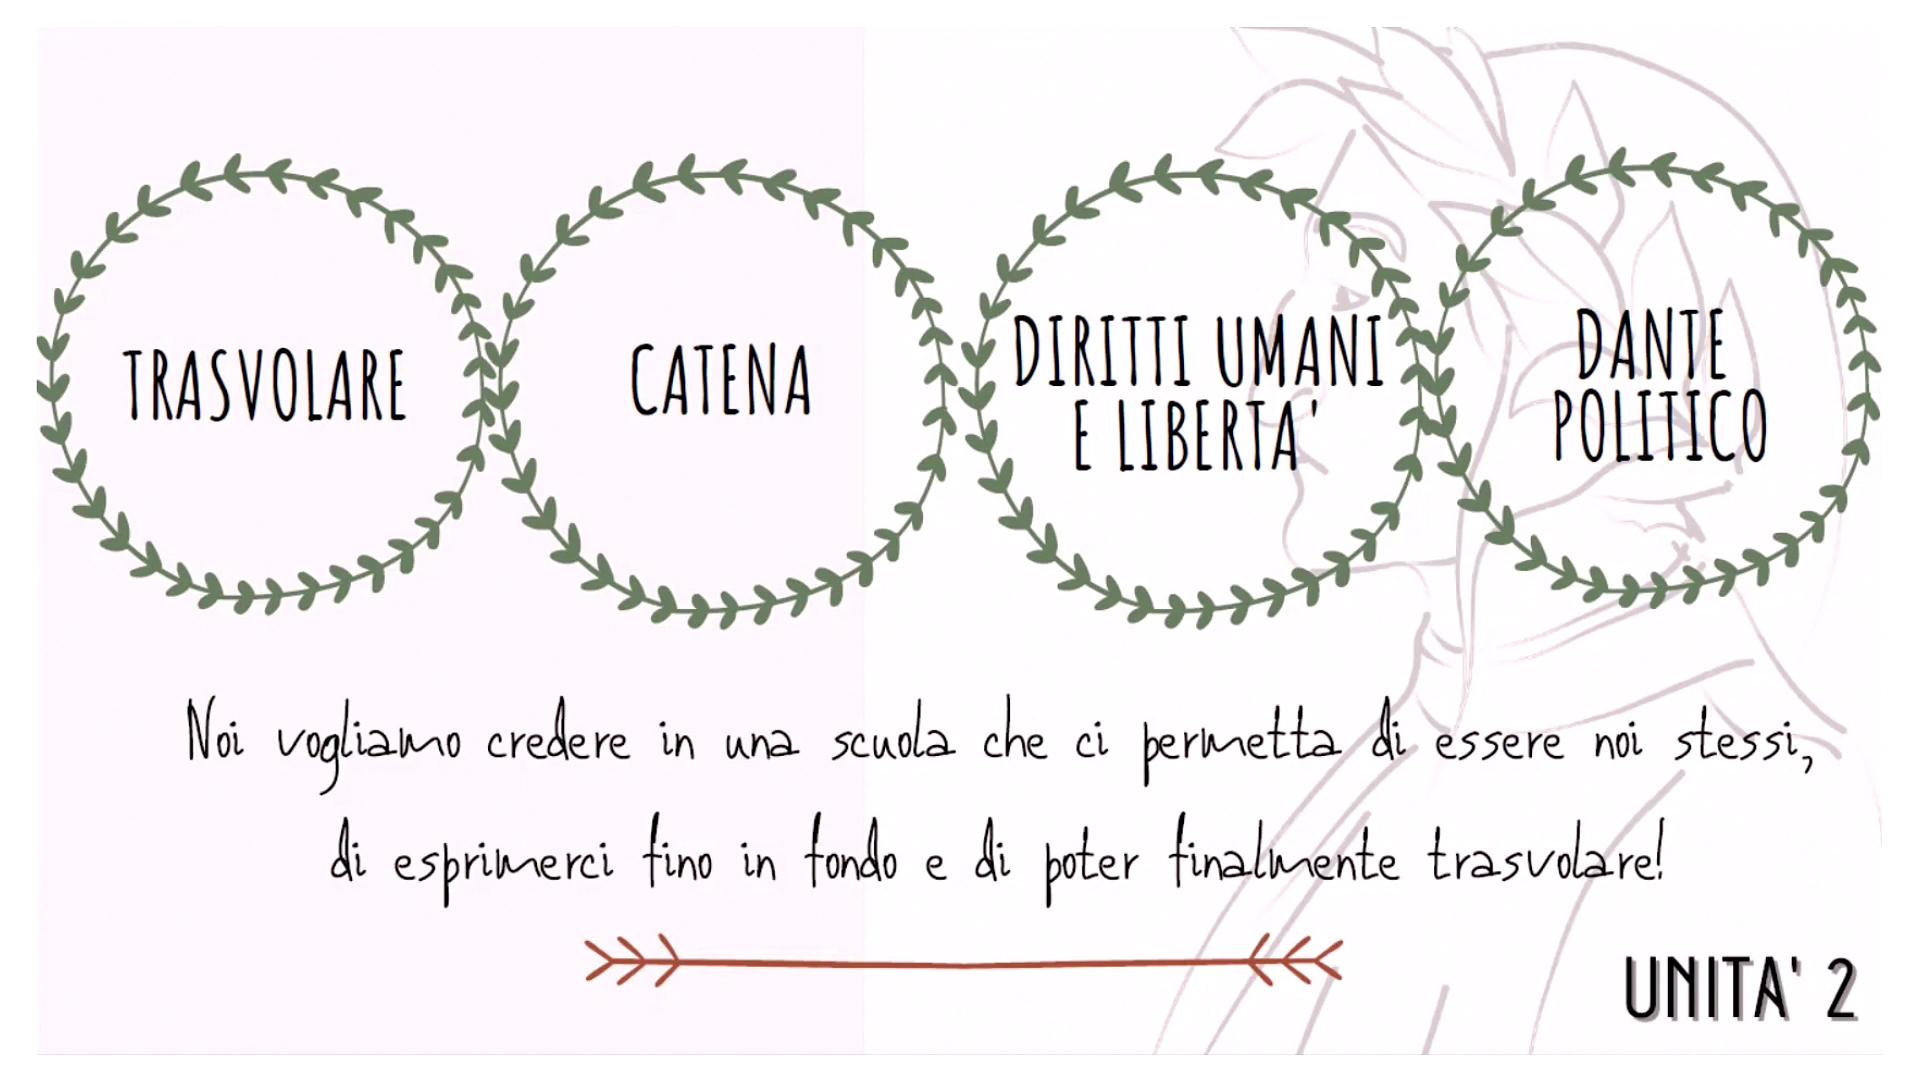 TRASVOLARE
CATENA
DIRITTI UMANI
E LIBERTA'
DANTE
POLITICO
Noi vogliamo credere in una scuola che ci permetta di essere noi stessi,
di esprimerci fino in fondo e di poter finalmente trasvolare!
UNITA' 2